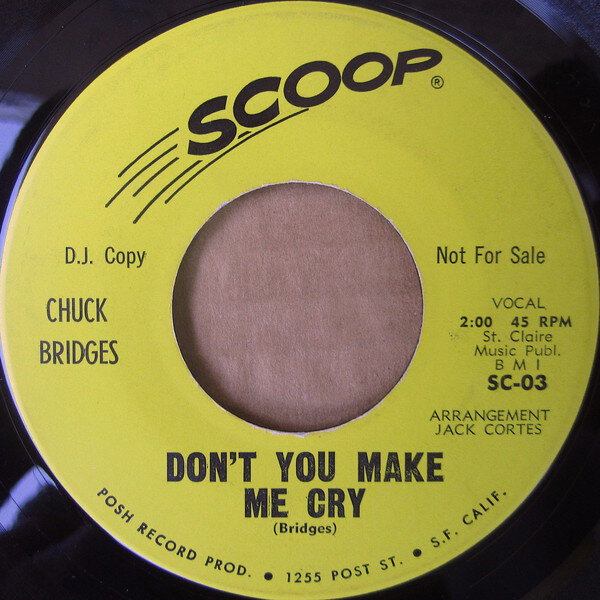 SCOOP ®
D.J. Copy
Not For Sale
CHUCK
BRIDGES
VOCAL
2:00 45 RPM
St. Claire
Music Publ.
B M I
SC-03
ARRANGEMENT
JACK CORTES
DON'T YOU MAKE
ME CRY
(Bridges)
POSH RECORD PROD. • 1255 POST ST. • S.F. CALIF.